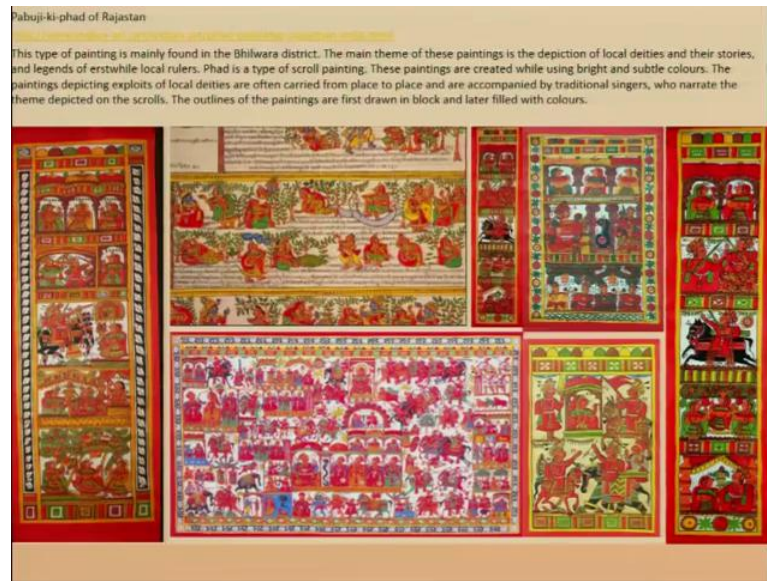 Pabuji-ki-phad of Rajastan
This type of painting is mainly found in the Bhilwara district. The main theme of these paintings is the depiction of local deities and their stories,
and legends of erstwhile local rulers. Phad is a type of scroll painting. These paintings are created while using bright and subtle colours. The
paintings depicting exploits of local deities are often carried from place to place and are accompanied by traditional singers, who narrate the
theme depicted on the scrolls. The outlines of the paintings are first drawn in block and later filled with colours.